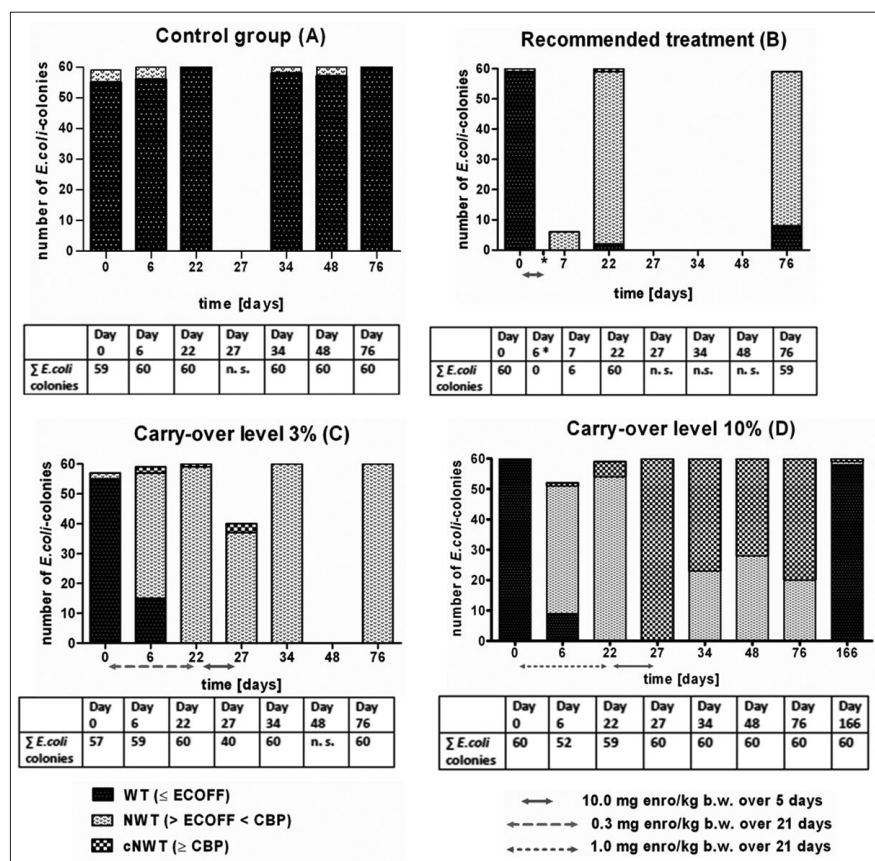 Control group (A)
number of E.coli-colonies
60
50
40
30
20
10
0
0 6 22 27 34 48 76
time [days]
Day 0 Day 6 Day 22 Day 27 Day 34 Day 48 Day 76
∑ E.coli colonies 59 60 60 n. s. 60 60 60
Recommended treatment (B)
number of E.coli-colonies
60
50
40
30
20
10
0
0 * 7 22 27 34 48 76
time [days]
Day 0 Day 6 * Day 7 Day 22 Day 27 Day 34 Day 48 Day 76
∑ E.coli colonies 60 0 6 60 n. s. n.s. n. s. 59
Carry-over level 3% (C)
number of E.coli-colonies
60
50
40
30
20
10
0
0 6 22 27 34 48 76
time [days]
Day 0 Day 6 Day 22 Day 27 Day 34 Day 48 Day 76
∑ E.coli colonies 57 59 60 40 60 n. s. 60
Carry-over level 10% (D)
number of E.coli-colonies
60
50
40
30
20
10
0
0 6 22 27 34 48 76 166
time [days]
Day 0 Day 6 Day 22 Day 27 Day 34 Day 48 Day 76 Day 166
∑ E.coli colonies 60 52 59 60 60 60 60 60
WT (≤ ECOFF)
NWT (> ECOFF < CBP)
cNWT (≥ CBP)
10.0 mg enro/kg b.w. over 5 days
0.3 mg enro/kg b.w. over 21 days
1.0 mg enro/kg b.w. over 21 days